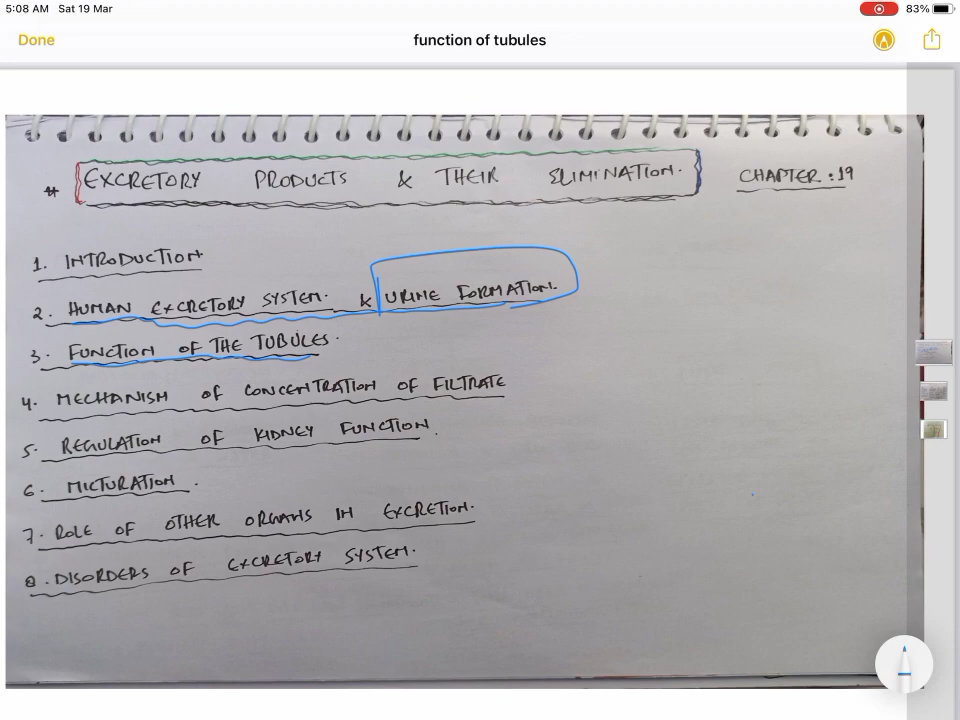 5:08 AM Sat 19 Mar
83%
Done
function of tubules
# EXCRETORY PRODUCTS & THEIR ELIMINATION. CHAPTER : 19
1. INTRODUCTION
2. HUMAN EXCRETORY SYSTEM. & URINE FORMATION.
3. FUNCTION OF THE TUBULES.
4. MECHANISM OF CONCENTRATION OF FILTRATE
5. REGULATION OF KIDNEY FUNCTION.
6. MICTURATION.
7. ROLE OF OTHER ORGANS IN EXCRETION.
8. DISORDERS OF EXCRETORY SYSTEM.